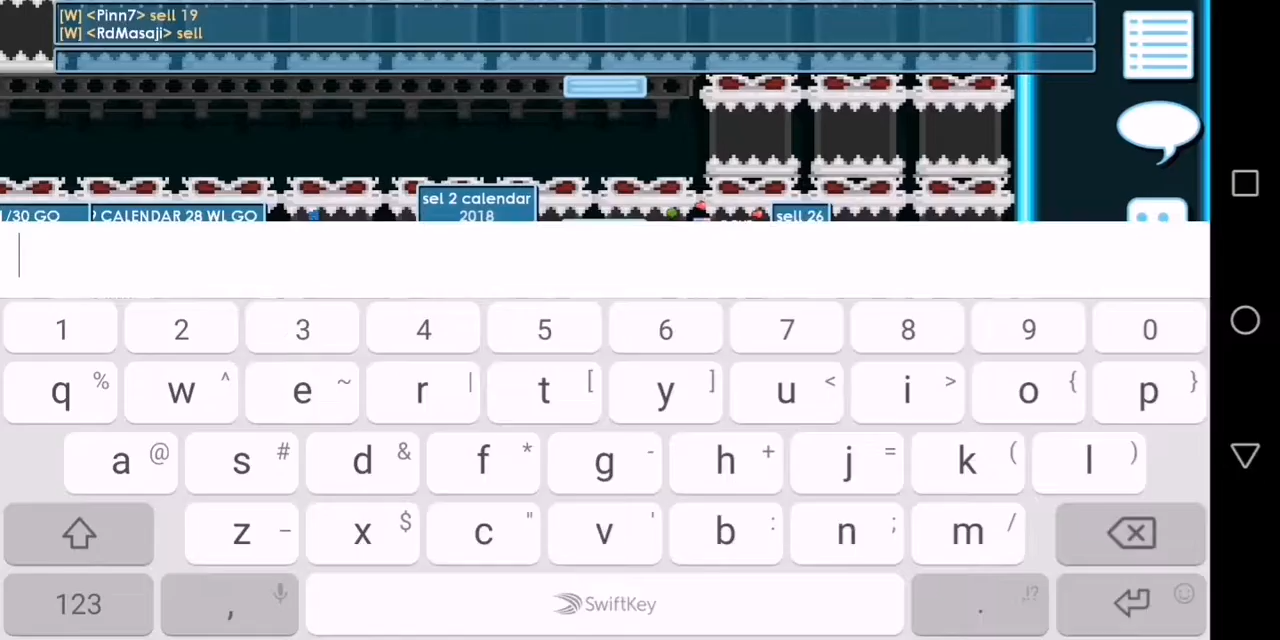 [W] <Pinn7> sell 19
[W] <RdMasaji> sell
sel 2 calendar
2018
1/30 GO
CALENDAR 28 WL GO
sell 26
1 2 3 4 5 6 7 8 9 0
q % w ^ e ~ r | t [ y ] u < i > o { p }
a @ s # d & f * g - h + j = k ( l )
z _ x $ c " v ' b : n ; m /
123 , SwiftKey . ,!?